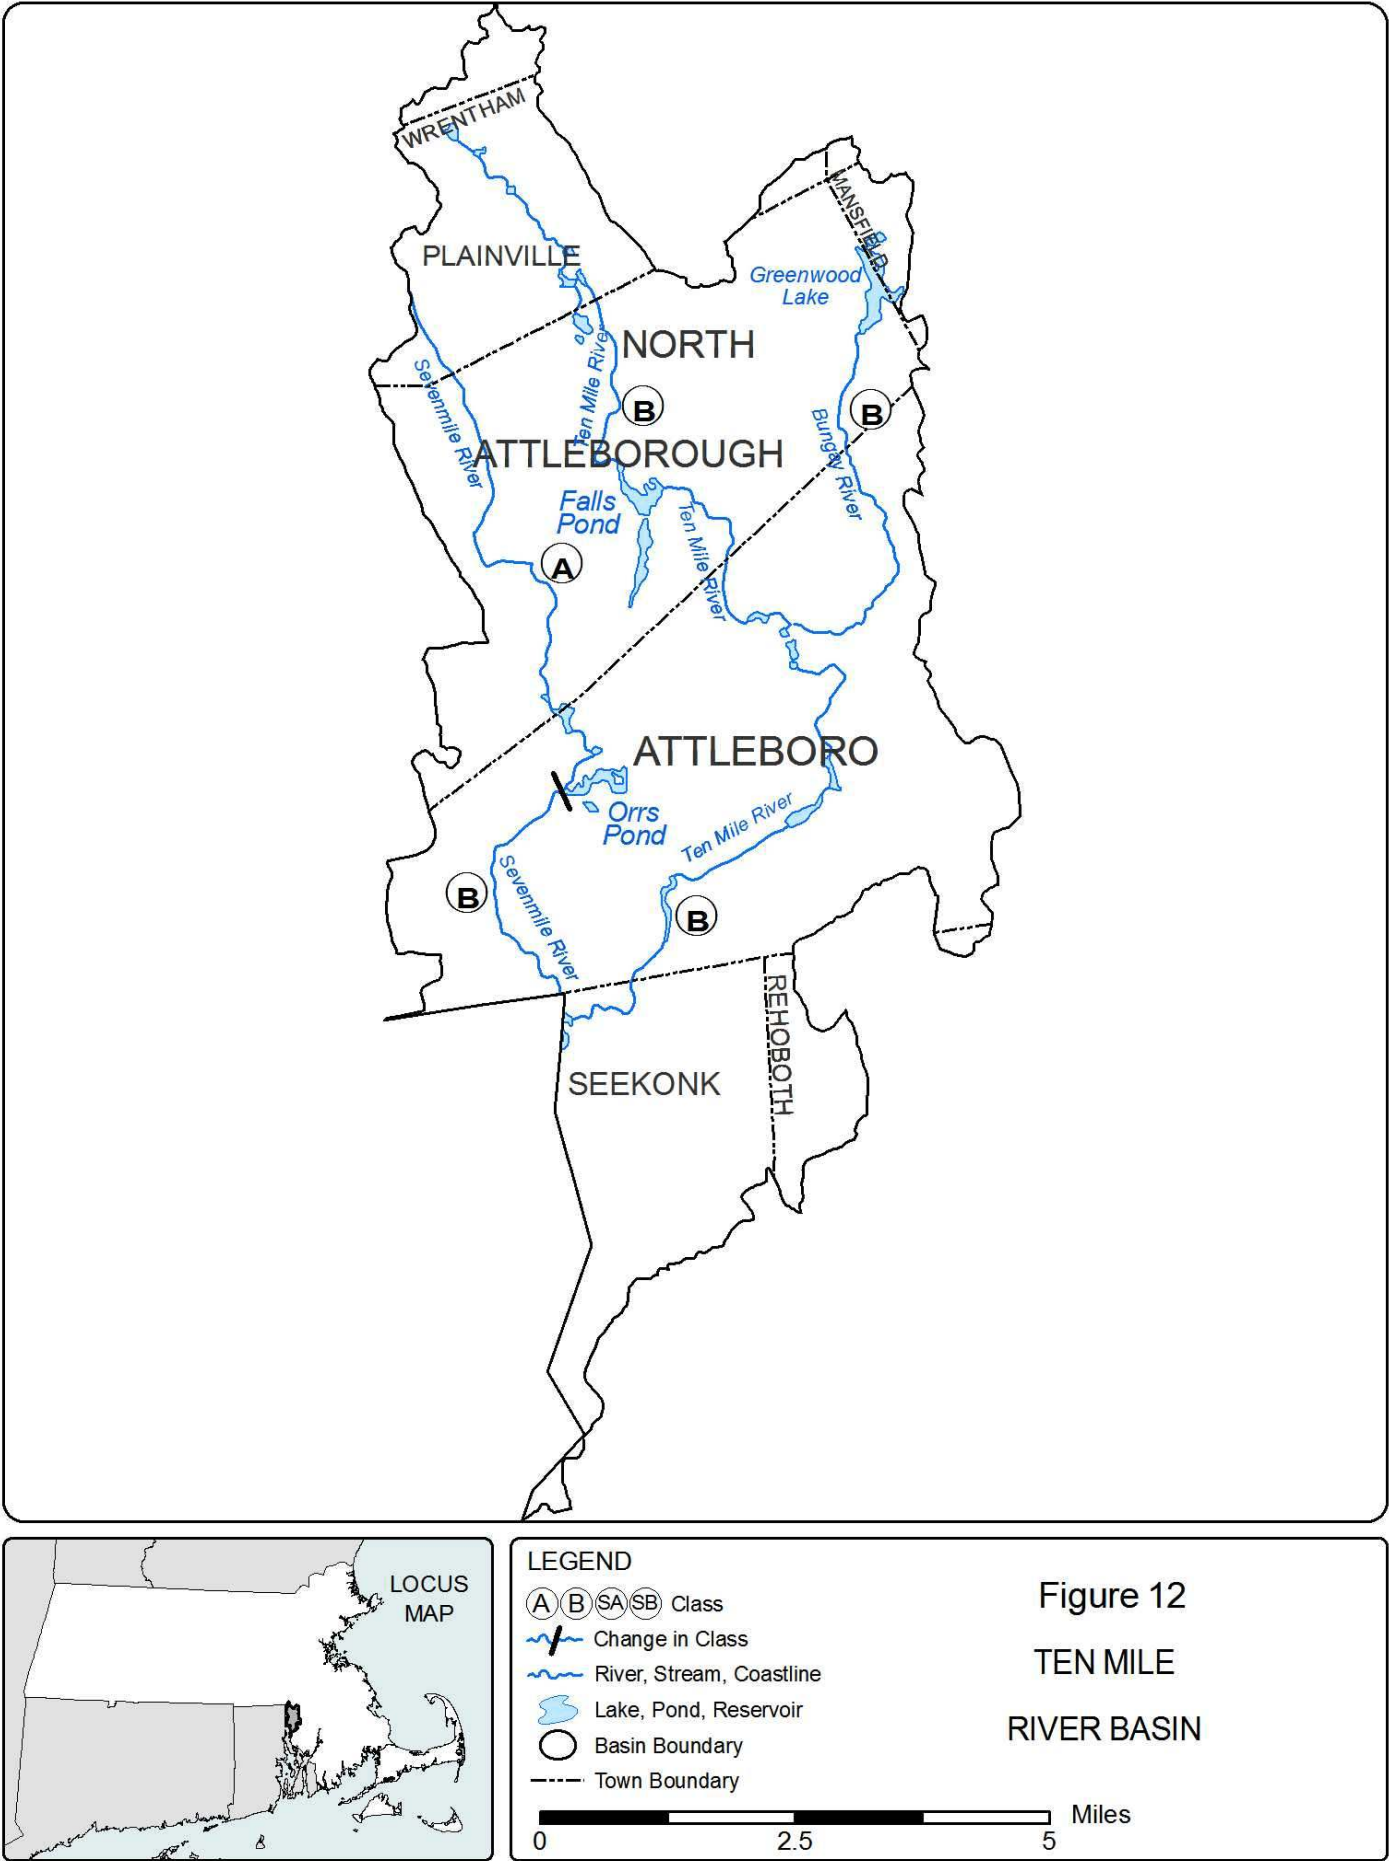 WRENTHAM
MANSFIELD
PLAINVILLE
Greenwood
Lake
NORTH
Ten Mile River
Sevenmile River
B
B
Bungay River
ATTLEBOROUGH
Falls
Pond
Ten Mile River
A
ATTLEBORO
Orrs
Pond
Ten Mile River
B
Sevenmile River
B
REHOBOTH
SEEKONK
LOCUS
MAP
LEGEND
A B SA SB Class
Change in Class
River, Stream, Coastline
Lake, Pond, Reservoir
Basin Boundary
Town Boundary
Miles
0 2.5 5
Figure 12
TEN MILE
RIVER BASIN